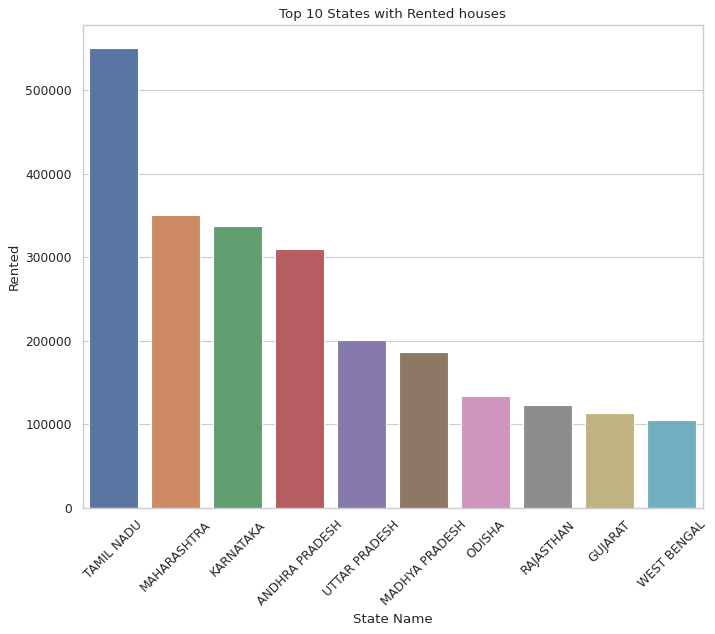 Top 10 States with Rented houses
Rented
500000
400000
300000
200000
100000
0
TAMIL NADU
MAHARASHTRA
KARNATAKA
ANDHRA PRADESH
UTTAR PRADESH
MADHYA PRADESH
ODISHA
RAJASTHAN
GUJARAT
WEST BENGAL
State Name